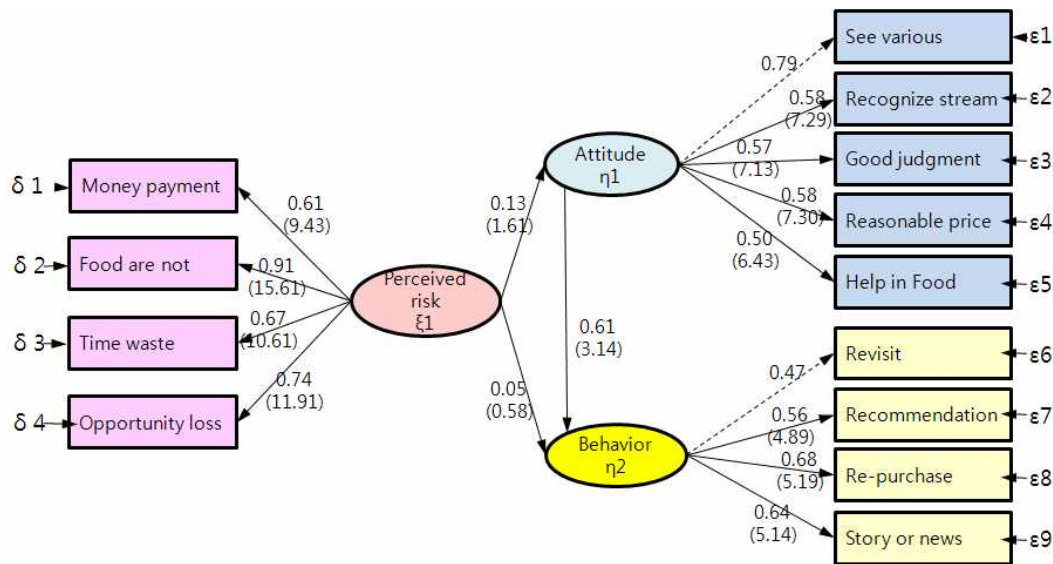 δ 1
Money payment
δ 2
Food are not
δ 3
Time waste
δ 4
Opportunity loss
0.61
(9.43)
0.91
(15.61)
0.67
(10.61)
0.74
(11.91)
Perceived
risk
ξ1
0.13
(1.61)
0.05
(0.58)
Attitude
η1
0.61
(3.14)
Behavior
η2
0.79
0.58
(7.29)
0.57
(7.13)
0.58
(7.30)
0.50
(6.43)
0.47
0.56
(4.89)
0.68
(5.19)
0.64
(5.14)
See various
ε1
Recognize stream
ε2
Good judgment
ε3
Reasonable price
ε4
Help in Food
ε5
Revisit
ε6
Recommendation
ε7
Re-purchase
ε8
Story or news
ε9